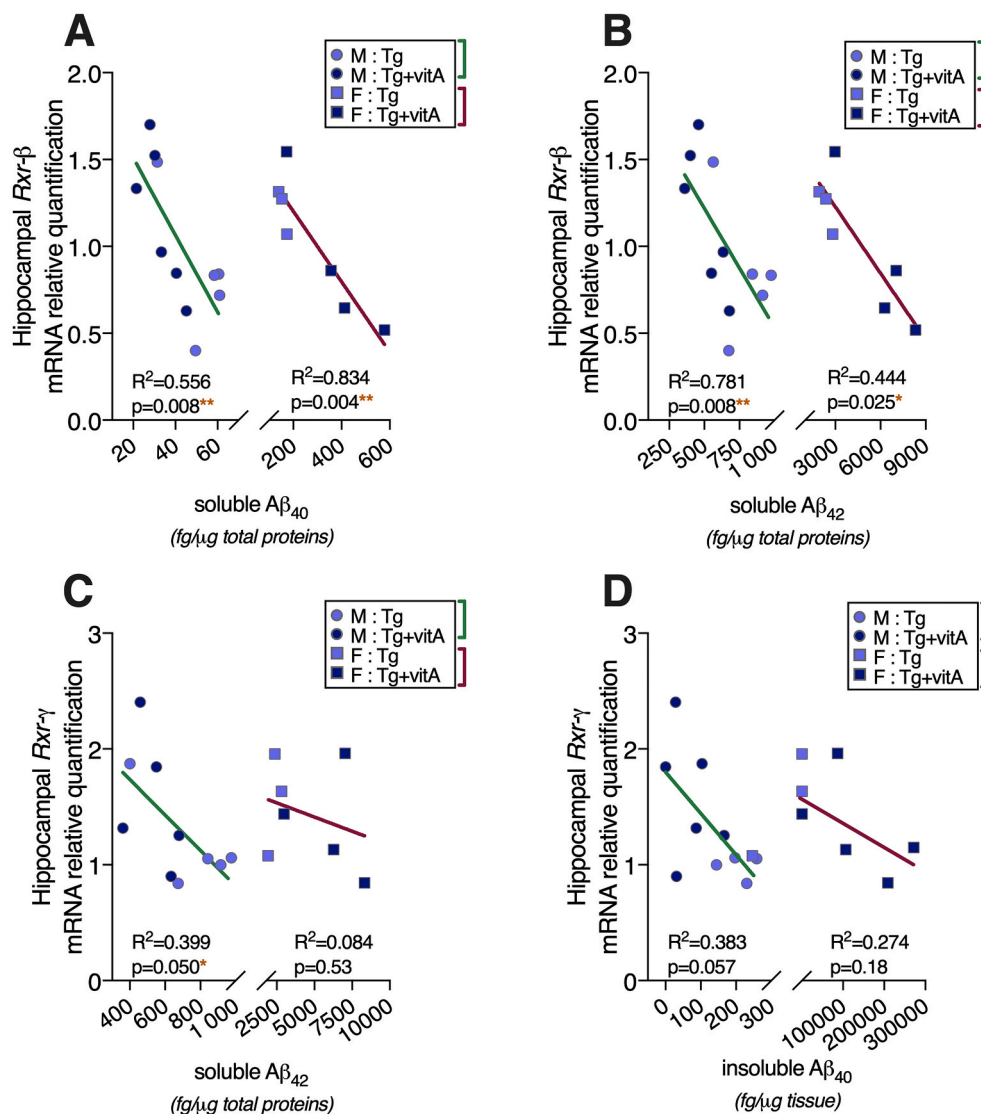 A
M : Tg
M : Tg+vitA
F : Tg
F : Tg+vitA
Hippocampal Rxr-β
mRNA relative quantification
2.0
1.5
1.0
0.5
0.0
R²=0.556
p=0.008**
R²=0.834
p=0.004**
20
40
60
200
400
600
soluble Aβ₄₀
(fg/µg total proteins)
B
M : Tg
M : Tg+vitA
F : Tg
F : Tg+vitA
Hippocampal Rxr-β
mRNA relative quantification
2.0
1.5
1.0
0.5
0.0
R²=0.781
p=0.008**
R²=0.444
p=0.025*
250
500
750
1 000
3000
6000
9000
soluble Aβ₄₂
(fg/µg total proteins)
C
M : Tg
M : Tg+vitA
F : Tg
F : Tg+vitA
Hippocampal Rxr-γ
mRNA relative quantification
3
2
1
0
R²=0.399
p=0.050*
R²=0.084
p=0.53
400
600
800
1 000
2500
5000
7500
10000
soluble Aβ₄₂
(fg/µg total proteins)
D
M : Tg
M : Tg+vitA
F : Tg
F : Tg+vitA
Hippocampal Rxr-γ
mRNA relative quantification
3
2
1
0
R²=0.383
p=0.057
R²=0.274
p=0.18
0
100
200
300
100000
200000
300000
insoluble Aβ₄₀
(fg/µg tissue)